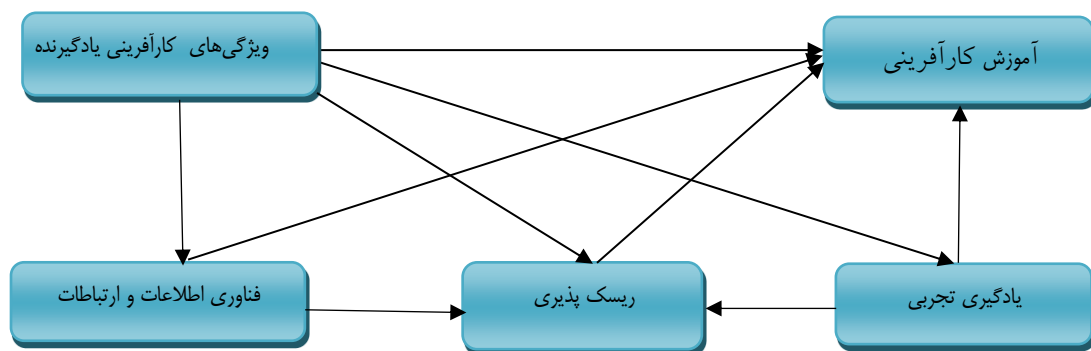 ویژگی‌های کارآفرینی یادگیرنده
آموزش کارآفرینی
فناوری اطلاعات و ارتباطات
ریسک پذیری
یادگیری تجربی